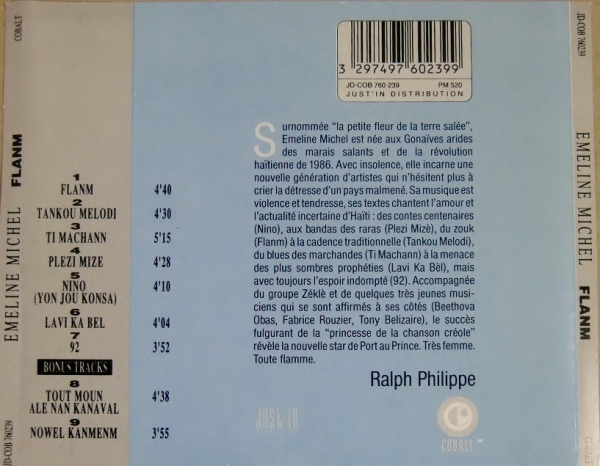 COBALT
FLANM
EMELINE MICHEL
JD-COB 760239
1
FLANM 4'40
2
TANKOU MELODI 4'30
3
TI MACHANN 5'15
4
PLEZI MIZE 4'28
5
NINO 4'10
(YON JOU KONSA)
6
LAVI KA BEL 4'04
7
92 3'52
BONUS TRACKS
8
TOUT MOUN 4'38
ALE NAN KANAVAL
9
NOWEL KANMENM 3'55
3 297497 602399
JD-COB 760 239 PM 520
JUST'IN DISTRIBUTION
Surnommée "la petite fleur de la terre salée",
Emeline Michel est née aux Gonaïves arides
des marais salants et de la révolution
haïtienne de 1986. Avec insolence, elle incarne une
nouvelle génération d'artistes qui n'hésitent plus à
crier la détresse d'un pays malmené. Sa musique est
violence et tendresse, ses textes chantent l'amour et
l'actualité incertaine d'Haïti : des contes centenaires
(Nino), aux bandas des raras (Plezi Mizè), du zouk
(Flanm) à la cadence traditionnelle (Tankou Melodi),
du blues des marchandes (Ti Machann) à la menace
des plus sombres prophéties (Lavi Ka Bèl), mais
avec toujours l'espoir indompté (92). Accompagnée
du groupe Zéklè et de quelques très jeunes musi-
ciens qui se sont affirmés à ses côtés (Beethova
Obas, Fabrice Rouzier, Tony Belizaire), le succès
fulgurant de la "princesse de la chanson créole"
révèle la nouvelle star de Port au Prince. Très femme.
Toute flamme.
Ralph Philippe
JUST IN
COBALT
JD-COB 760239
EMELINE MICHEL
FLANM
COBALT